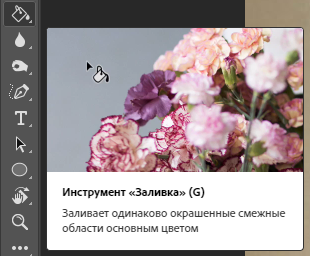 Инструмент «Заливка» (G)
Заливает одинаково окрашенные смежные
области основным цветом